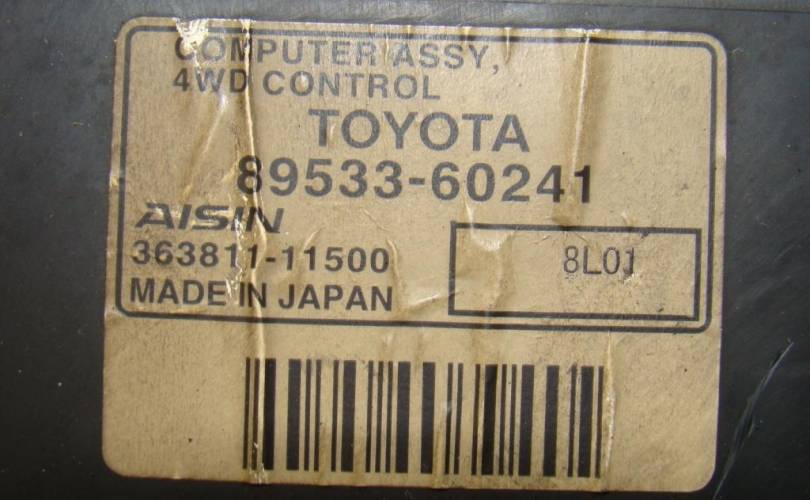 COMPUTER ASSY,
4WD CONTROL
TOYOTA
89533-60241
AISIN
363811-11500
8L01
MADE IN JAPAN